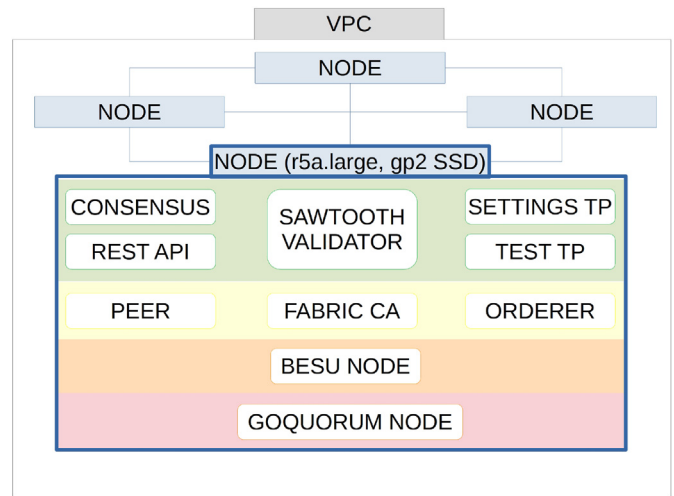 VPC
NODE
NODE
NODE
NODE (r5a.large, gp2 SSD)
CONSENSUS
SAWTOOTH
VALIDATOR
SETTINGS TP
REST API
TEST TP
PEER
FABRIC CA
ORDERER
BESU NODE
GOQUORUM NODE